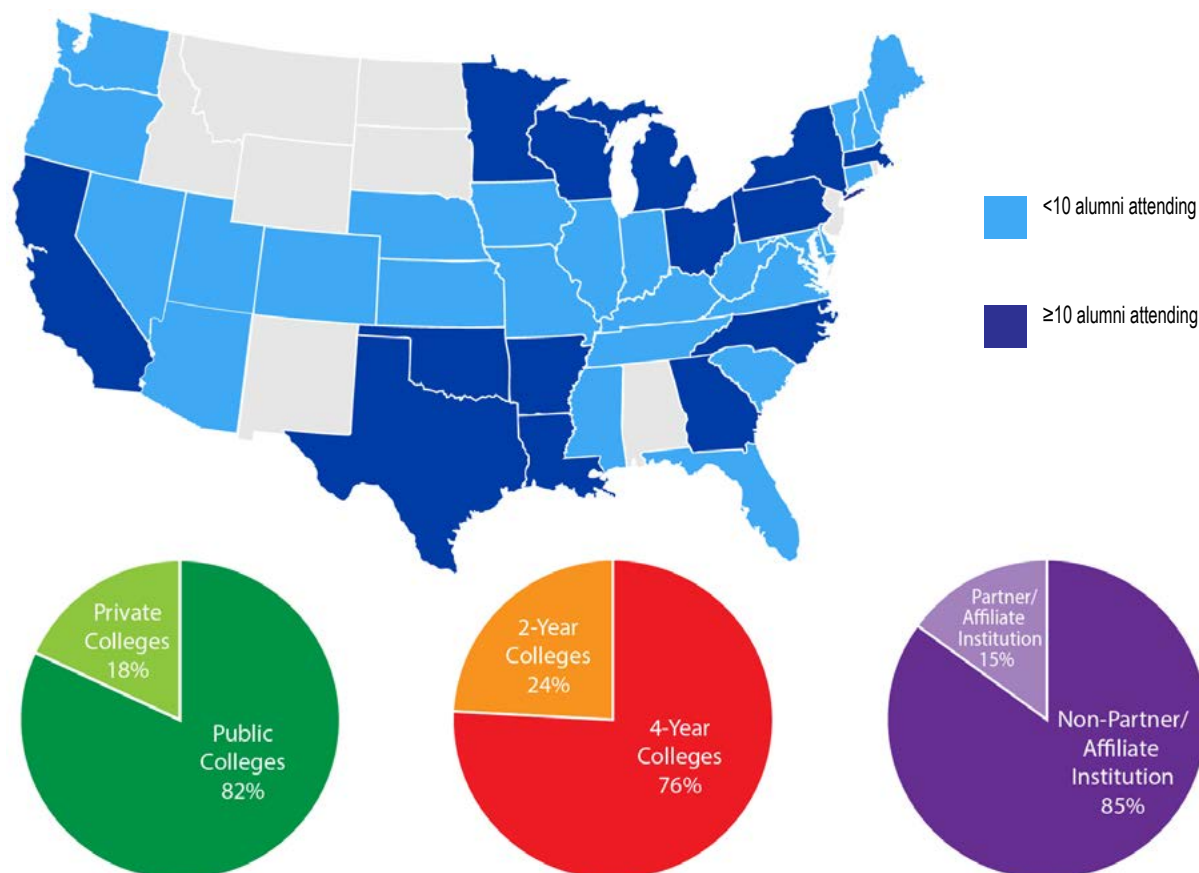 <10 alumni attending
≥10 alumni attending
Private
Colleges
18%
Public
Colleges
82%
2-Year
Colleges
24%
4-Year
Colleges
76%
Partner/
Affiliate
Institution
15%
Non-Partner/
Affiliate
Institution
85%